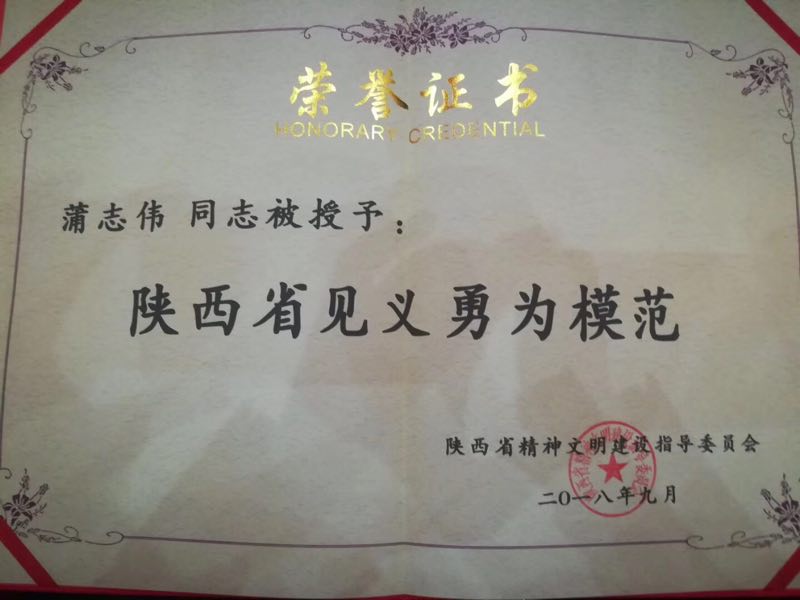 荣誉证书
HONORARY CREDENTIAL
蒲志伟 同志被授予：
陕西省见义勇为模范
陕西省精神文明建设指导委员会
二〇一八年九月